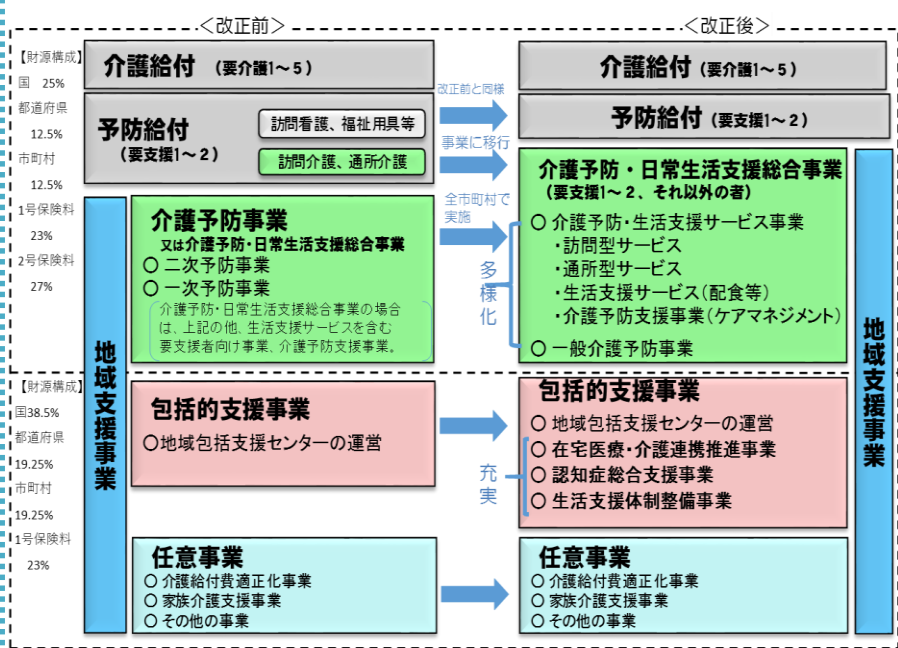 ＜改正前＞
＜改正後＞
【財源構成】
国 25%
都道府県
12.5%
市町村
12.5%
1号保険料
23%
2号保険料
27%
介護給付 （要介護1～5）
予防給付
（要支援1～2）
訪問看護、福祉用具等
訪問介護、通所介護
改正前と同様
事業に移行
全市町村で
実施
多様化
介護給付（要介護1～5）
予防給付（要支援1～2）
介護予防事業
又は介護予防・日常生活支援総合事業
○ 二次予防事業
○ 一次予防事業
介護予防・日常生活支援総合事業の場合
は、上記の他、生活支援サービスを含む
要支援者向け事業、介護予防支援事業。
介護予防・日常生活支援総合事業
（要支援1～2、それ以外の者）
○ 介護予防・生活支援サービス事業
・訪問型サービス
・通所型サービス
・生活支援サービス（配食等）
・介護予防支援事業（ケアマネジメント）
○ 一般介護予防事業
地域支援事業
地域支援事業
【財源構成】
国38.5%
都道府県
19.25%
市町村
19.25%
1号保険料
23%
包括的支援事業
○地域包括支援センターの運営
充実
包括的支援事業
○ 地域包括支援センターの運営
○ 在宅医療・介護連携推進事業
○ 認知症総合支援事業
○ 生活支援体制整備事業
任意事業
○ 介護給付費適正化事業
○ 家族介護支援事業
○ その他の事業
任意事業
○ 介護給付費適正化事業
○ 家族介護支援事業
○ その他の事業